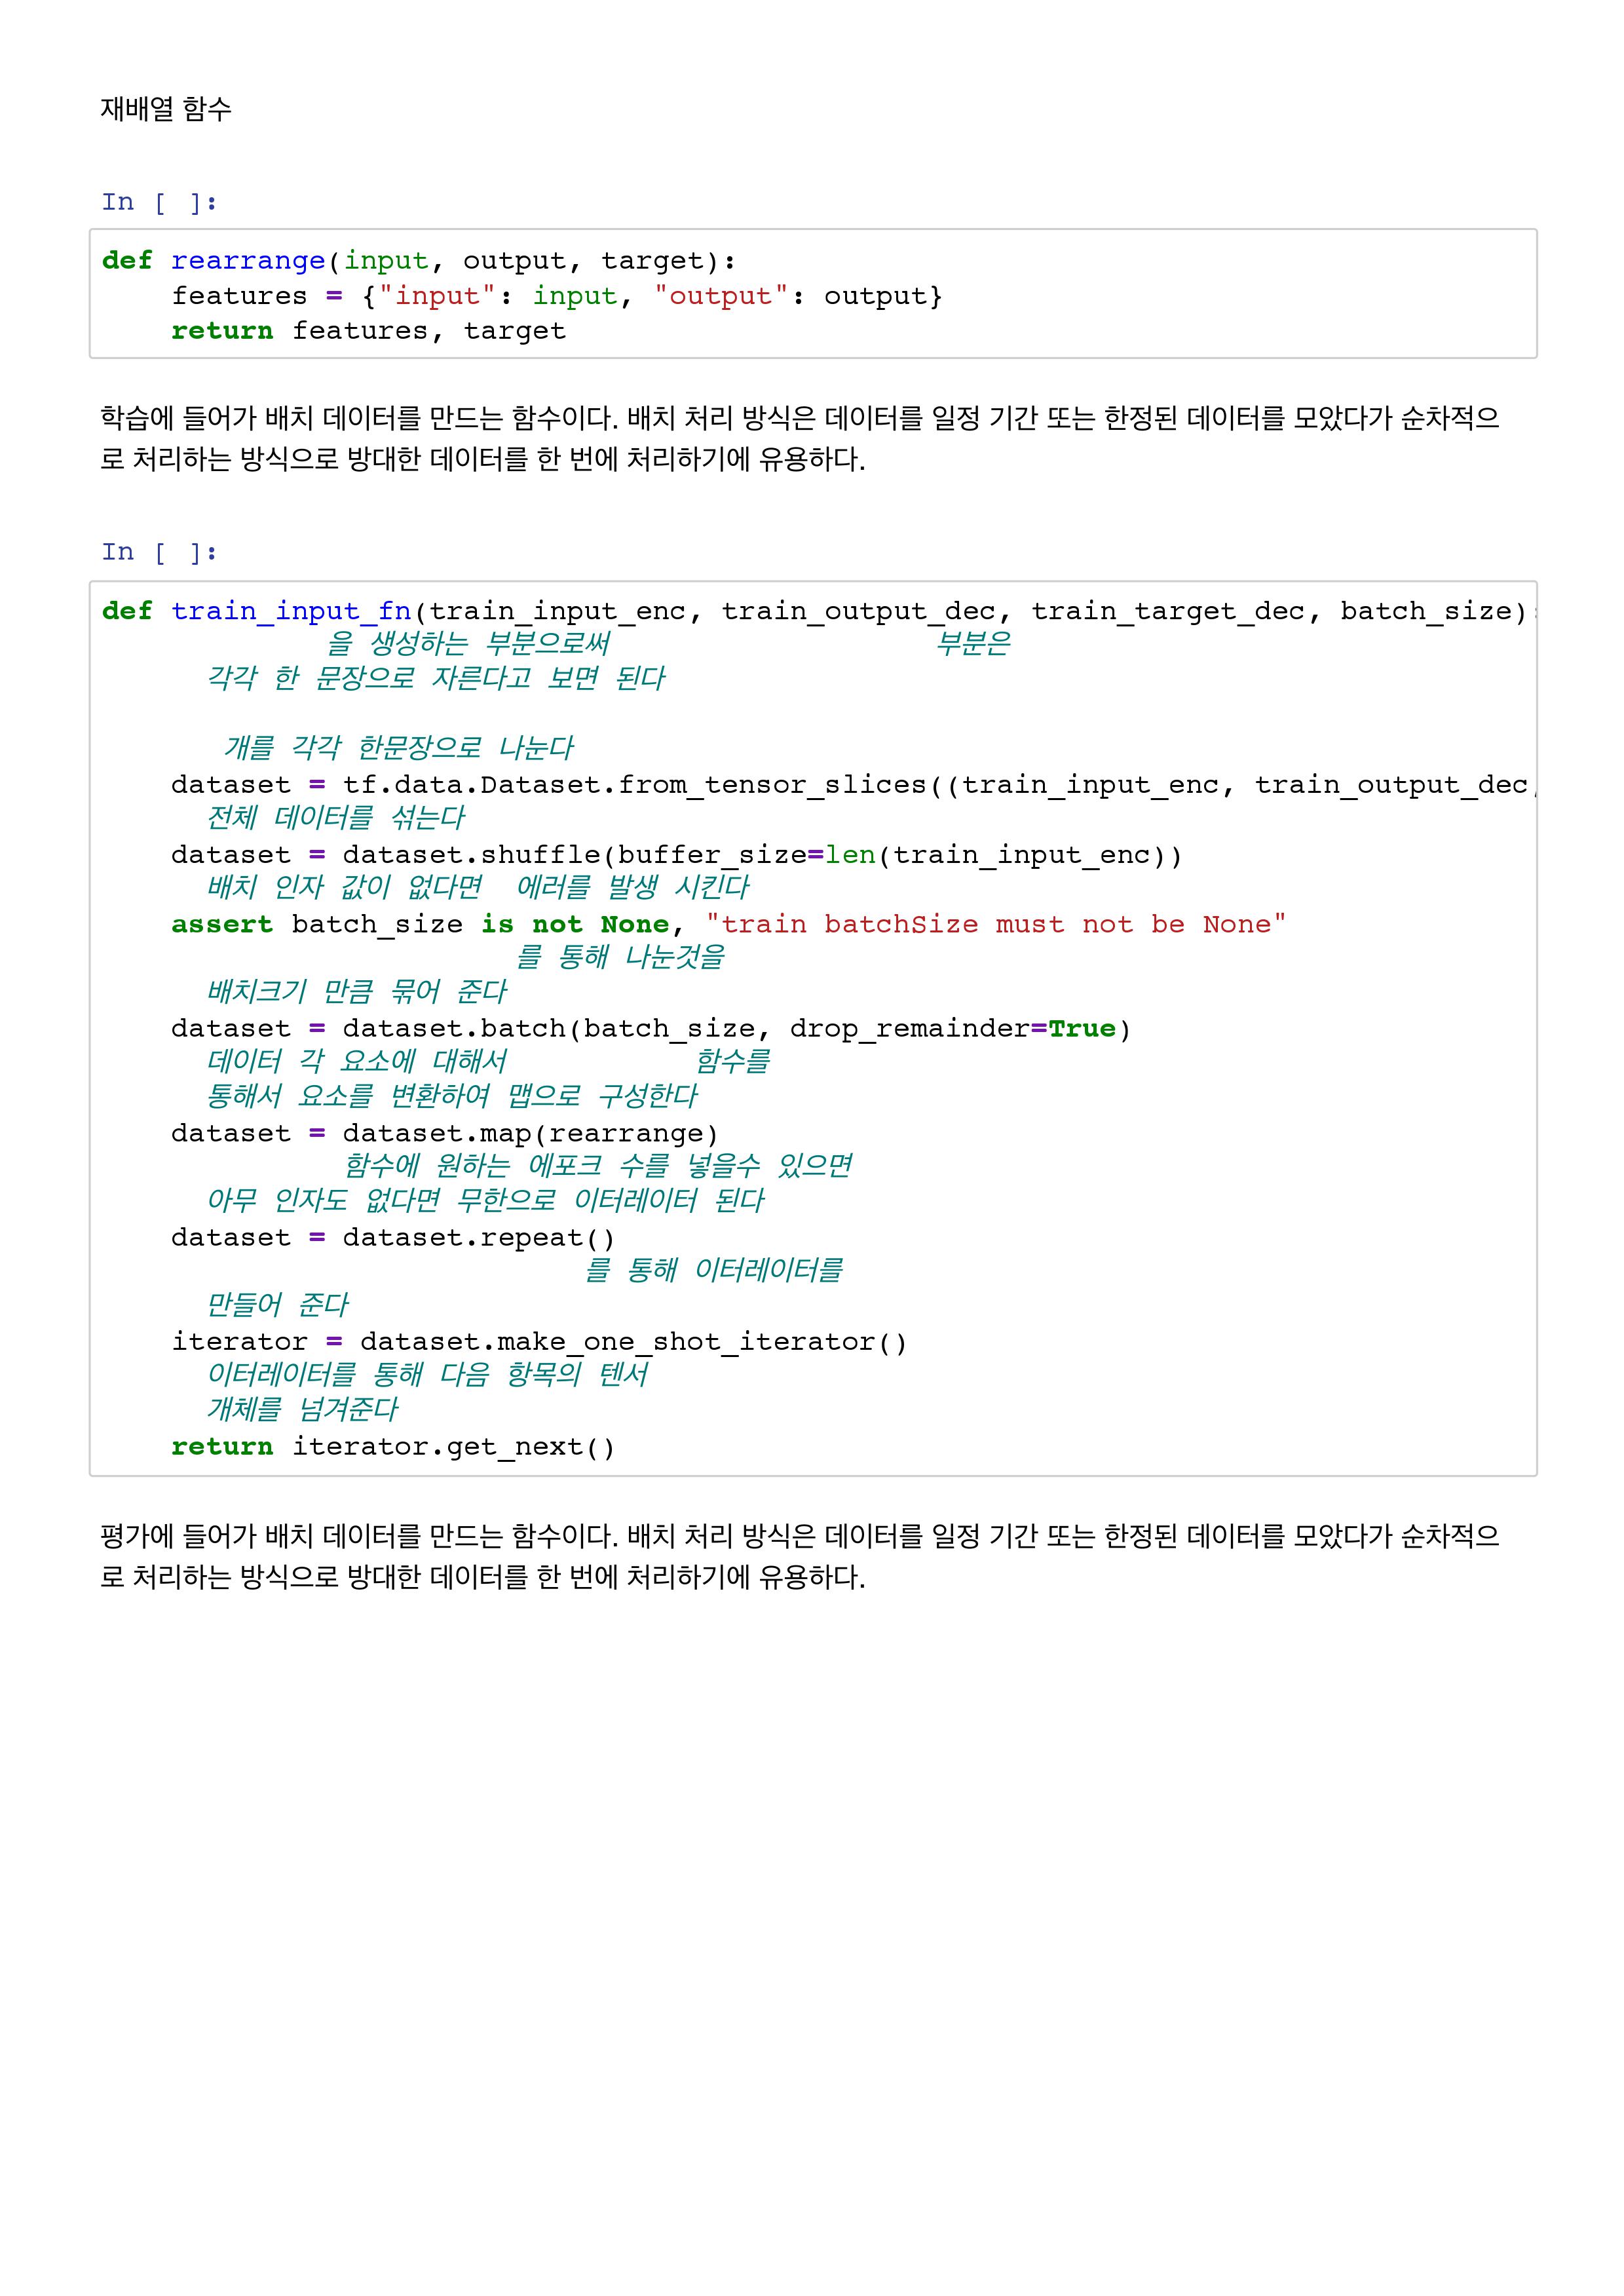 재배열 함수
In [ ]:
def rearrange(input, output, target):
    features = {"input": input, "output": output}
    return features, target
학습에 들어가 배치 데이터를 만드는 함수이다. 배치 처리 방식은 데이터를 일정 기간 또는 한정된 데이터를 모았다가 순차적으
로 처리하는 방식으로 방대한 데이터를 한 번에 처리하기에 유용하다.
In [ ]:
def train_input_fn(train_input_enc, train_output_dec, train_target_dec, batch_size):
을 생성하는 부분으로써 부분은
각각 한 문장으로 자른다고 보면 된다
개를 각각 한문장으로 나눈다
    dataset = tf.data.Dataset.from_tensor_slices((train_input_enc, train_output_dec,
전체 데이터를 섞는다
    dataset = dataset.shuffle(buffer_size=len(train_input_enc))
배치 인자 값이 없다면 에러를 발생 시킨다
    assert batch_size is not None, "train batchSize must not be None"
를 통해 나눈것을
배치크기 만큼 묶어 준다
    dataset = dataset.batch(batch_size, drop_remainder=True)
데이터 각 요소에 대해서 함수를
통해서 요소를 변환하여 맵으로 구성한다
    dataset = dataset.map(rearrange)
함수에 원하는 에포크 수를 넣을수 있으면
아무 인자도 없다면 무한으로 이터레이터 된다
    dataset = dataset.repeat()
를 통해 이터레이터를
만들어 준다
    iterator = dataset.make_one_shot_iterator()
이터레이터를 통해 다음 항목의 텐서
개체를 넘겨준다
    return iterator.get_next()
평가에 들어가 배치 데이터를 만드는 함수이다. 배치 처리 방식은 데이터를 일정 기간 또는 한정된 데이터를 모았다가 순차적으
로 처리하는 방식으로 방대한 데이터를 한 번에 처리하기에 유용하다.